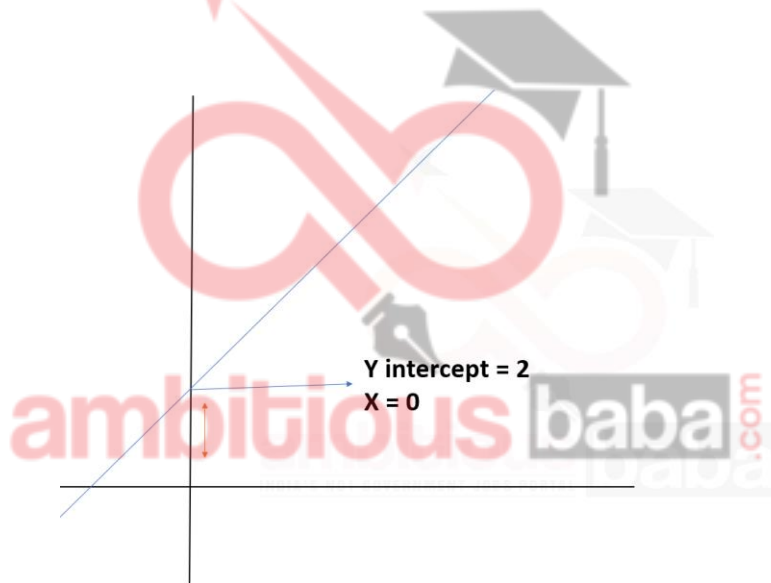 Y intercept = 2
X = 0
ambitious baba .com